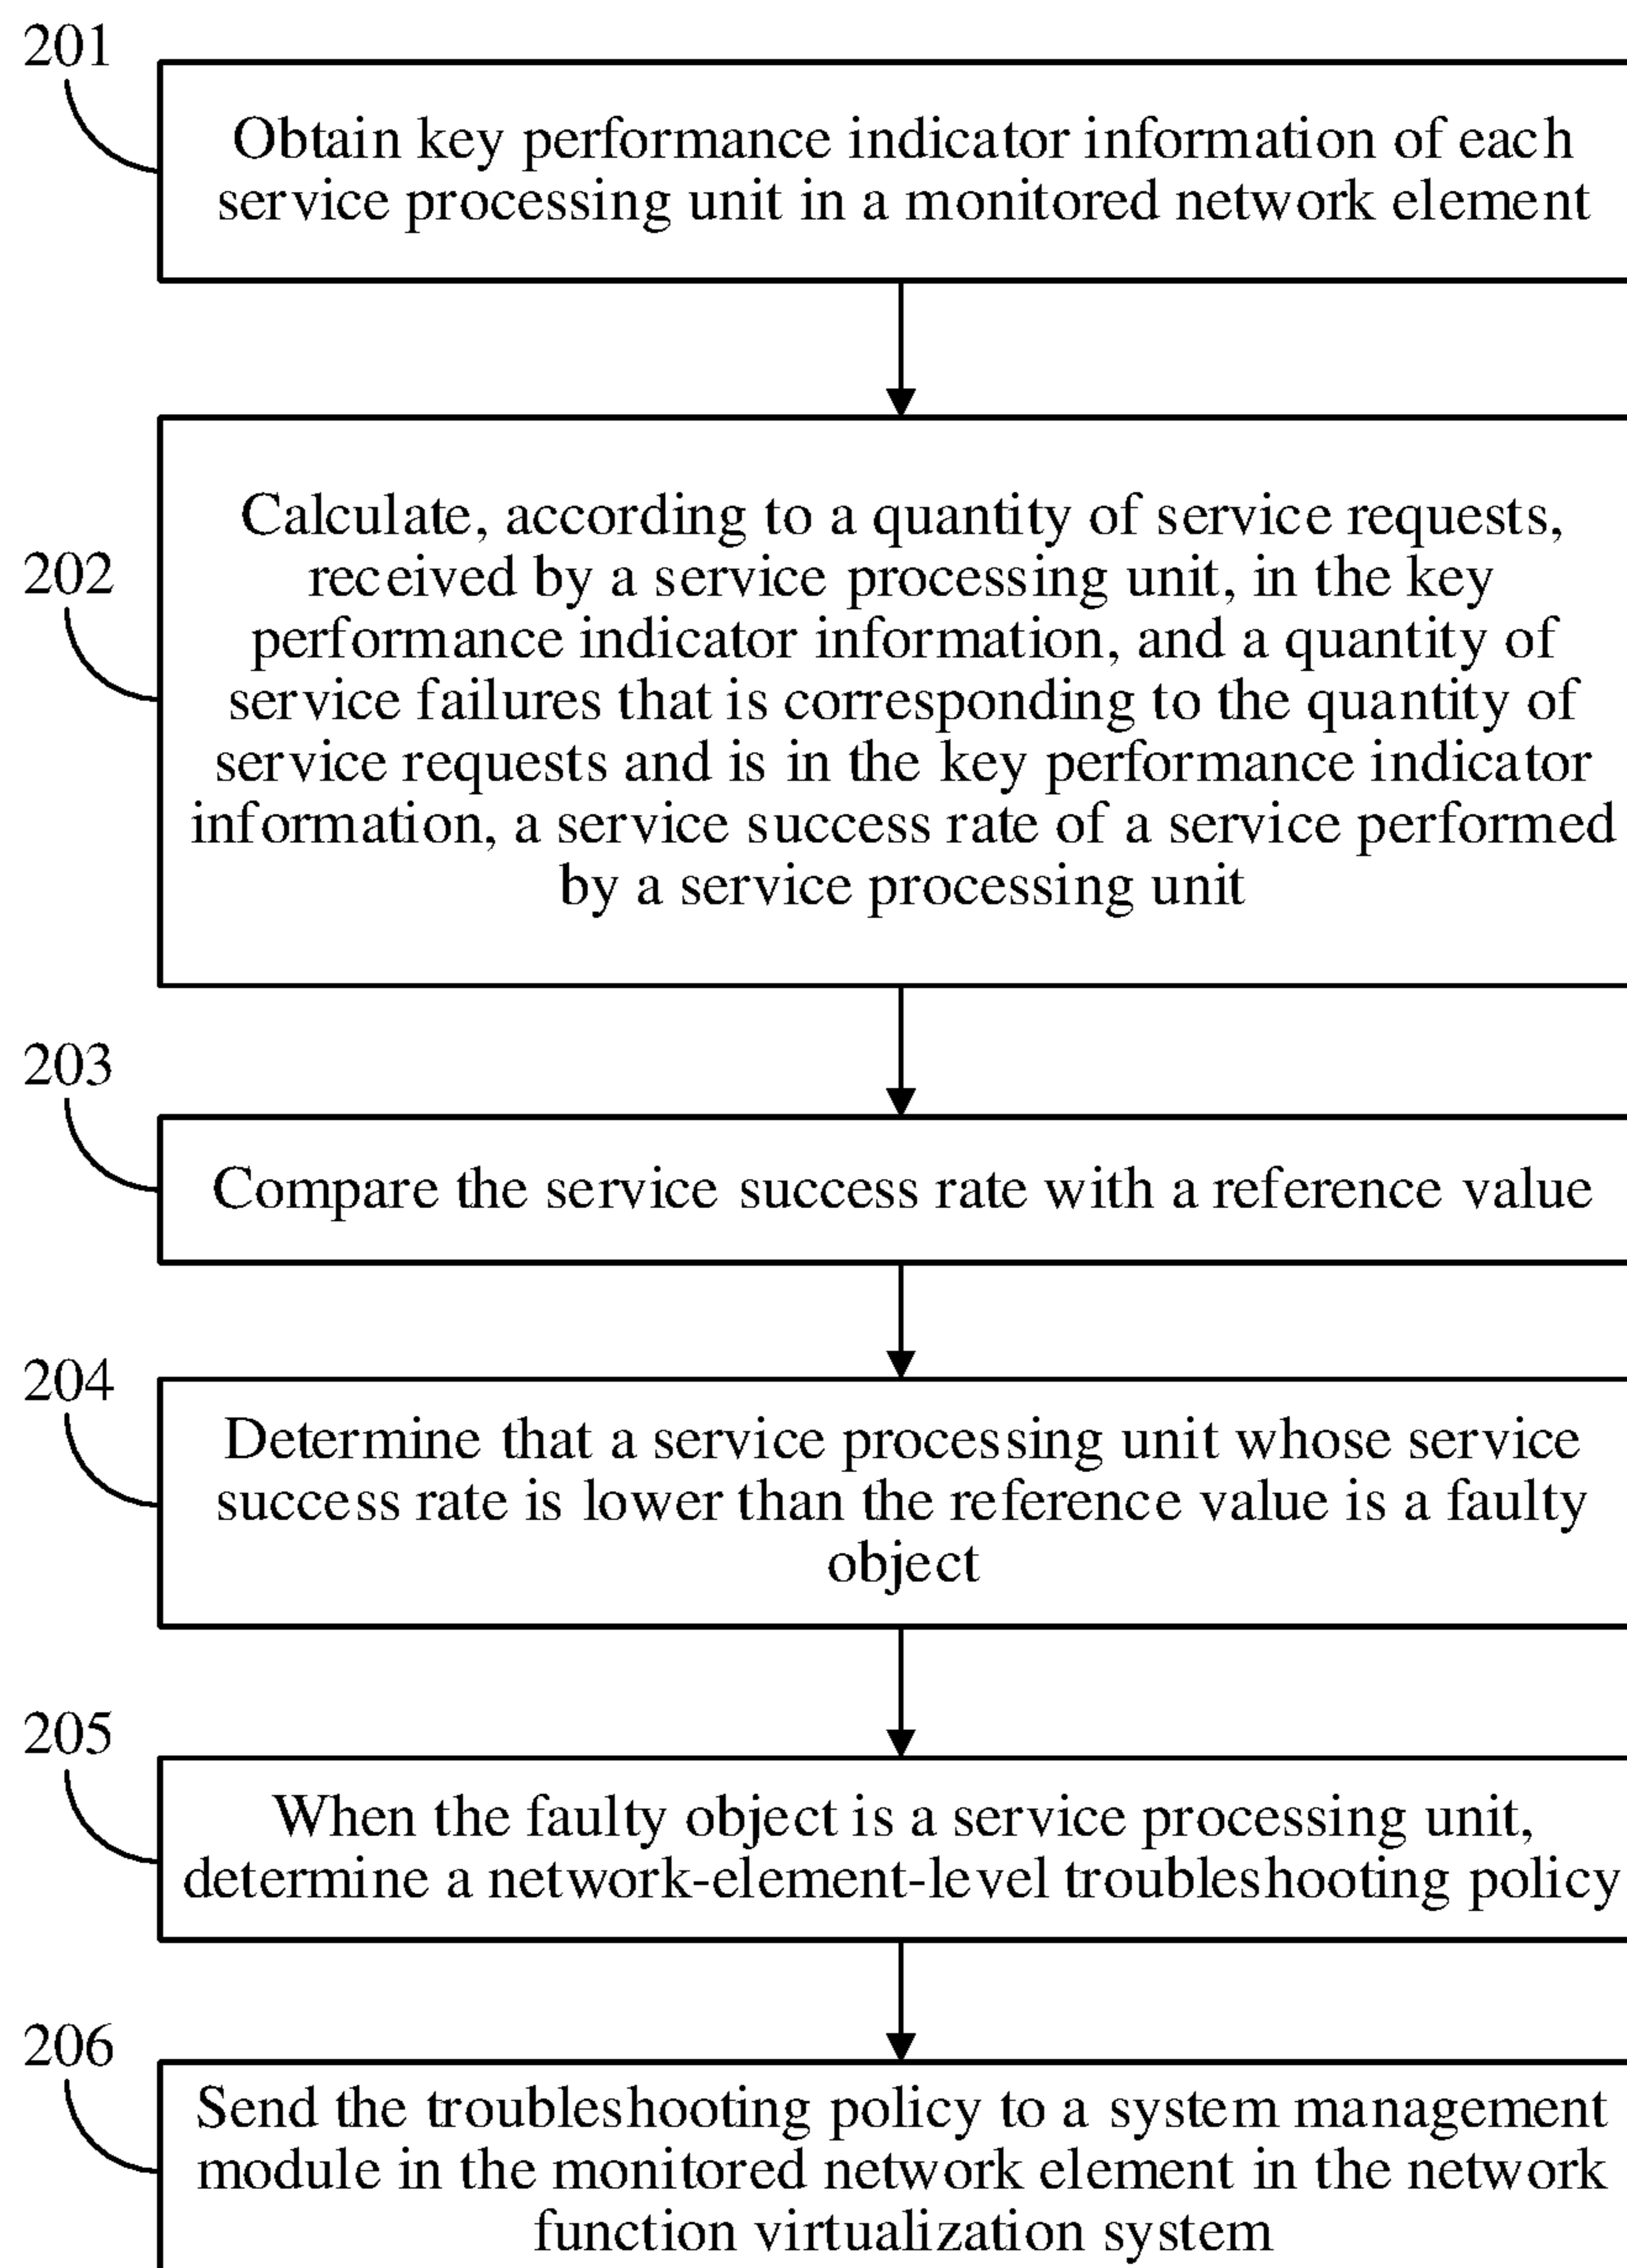 201
Obtain key performance indicator information of each
service processing unit in a monitored network element
202
Calculate, according to a quantity of service requests,
received by a service processing unit, in the key
performance indicator information, and a quantity of
service failures that is corresponding to the quantity of
service requests and is in the key performance indicator
information, a service success rate of a service performed
by a service processing unit
203
Compare the service success rate with a reference value
204
Determine that a service processing unit whose service
success rate is lower than the reference value is a faulty
object
205
When the faulty object is a service processing unit,
determine a network-element-level troubleshooting policy
206
Send the troubleshooting policy to a system management
module in the monitored network element in the network
function virtualization system